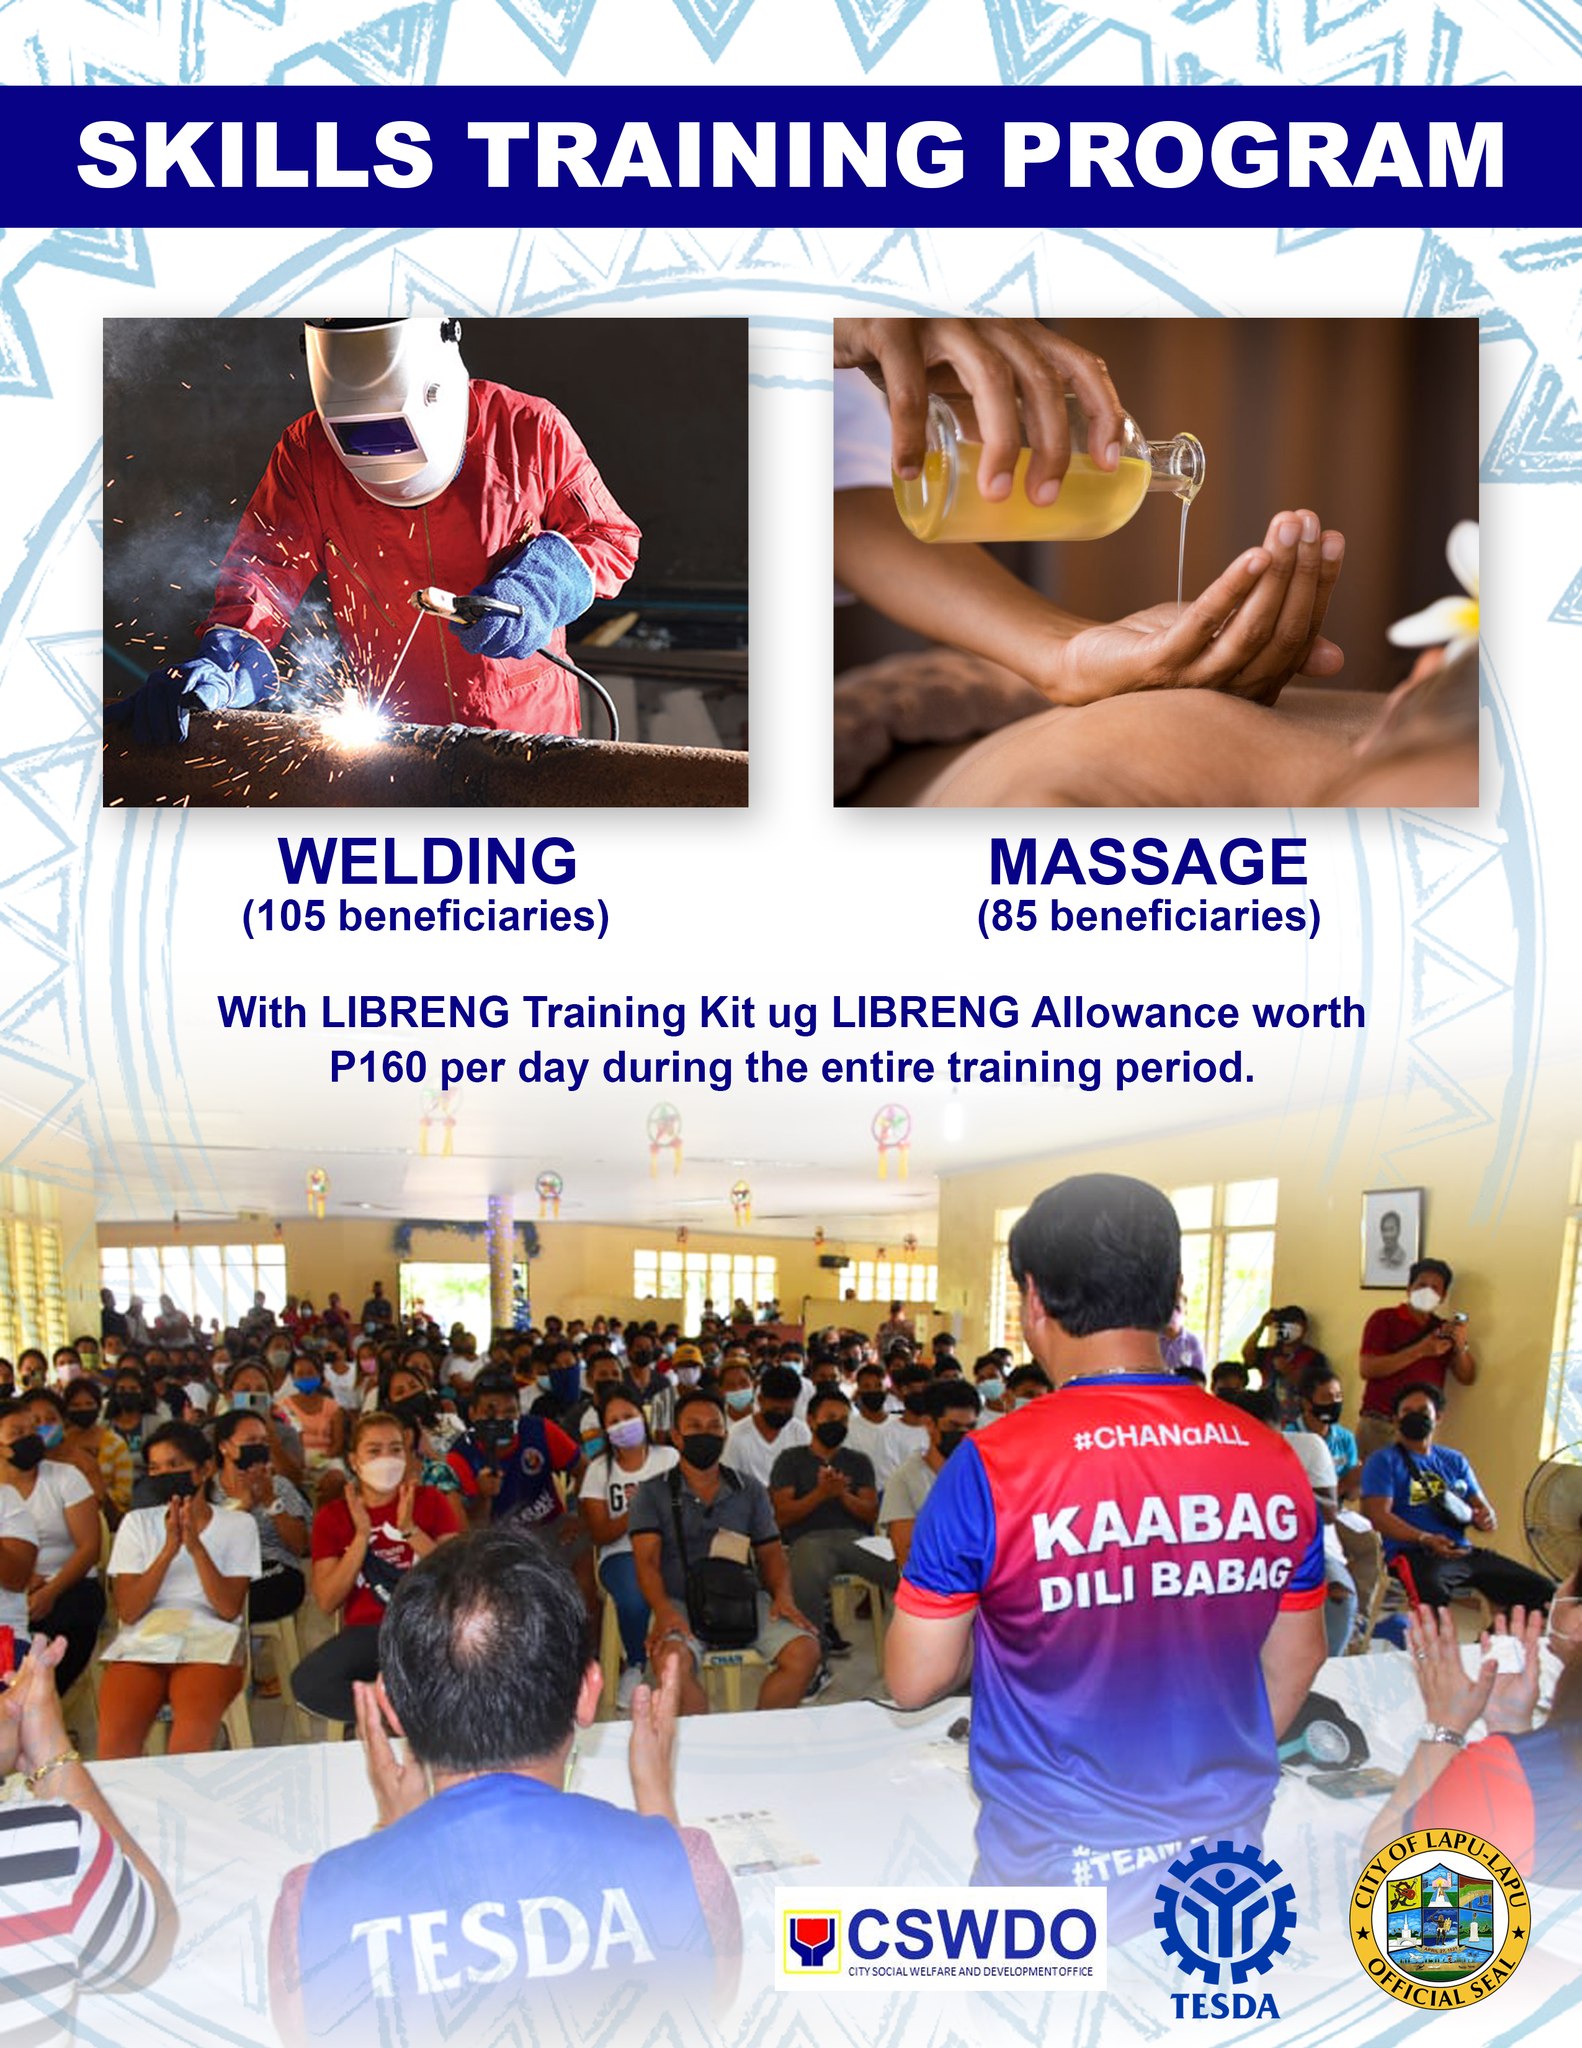 SKILLS TRAINING PROGRAM
WELDING
(105 beneficiaries)
MASSAGE
(85 beneficiaries)
With LIBRENG Training Kit ug LIBRENG Allowance worth
P160 per day during the entire training period.
#CHANaALL
KAABAG
DILI BABAG
#TEAM
CHAN
TESDA
CSWDO
CITY SOCIAL WELFARE AND DEVELOPMENT OFFICE
TESDA
CITY OF LAPU-LAPU
OFFICIAL SEAL